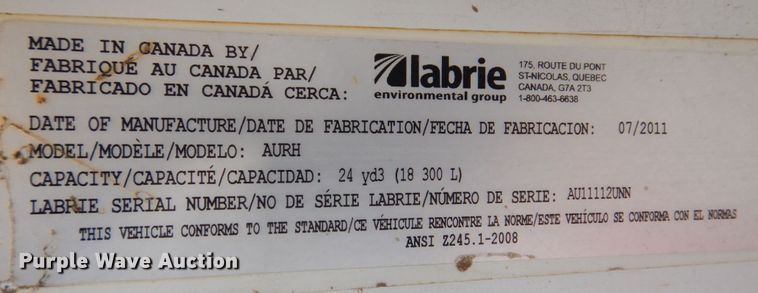 MADE IN CANADA BY/
FABRIQUÉ AU CANADA PAR/
FABRICADO EN CANADÁ CERCA:
labrie
environmental group
175, ROUTE DU PONT
ST-NICOLAS, QUEBEC
CANADA, G7A 2T3
1-800-463-6638
DATE OF MANUFACTURE/DATE DE FABRICATION/FECHA DE FABRICACION: 07/2011
MODEL/MODÈLE/MODELO: AURH
CAPACITY/CAPACITÉ/CAPACIDAD: 24 yd3 (18 300 L)
LABRIE SERIAL NUMBER/NO DE SÉRIE LABRIE/NÚMERO DE SERIE: AU11112UNN
THIS VEHICLE CONFORMS TO THE STANDARD/CE VÉHICULE RENCONTRE LA NORME/ESTE VEHÍCULO SE CONFORMA CON EL NORMAS
ANSI Z245.1-2008
Purple Wave Auction